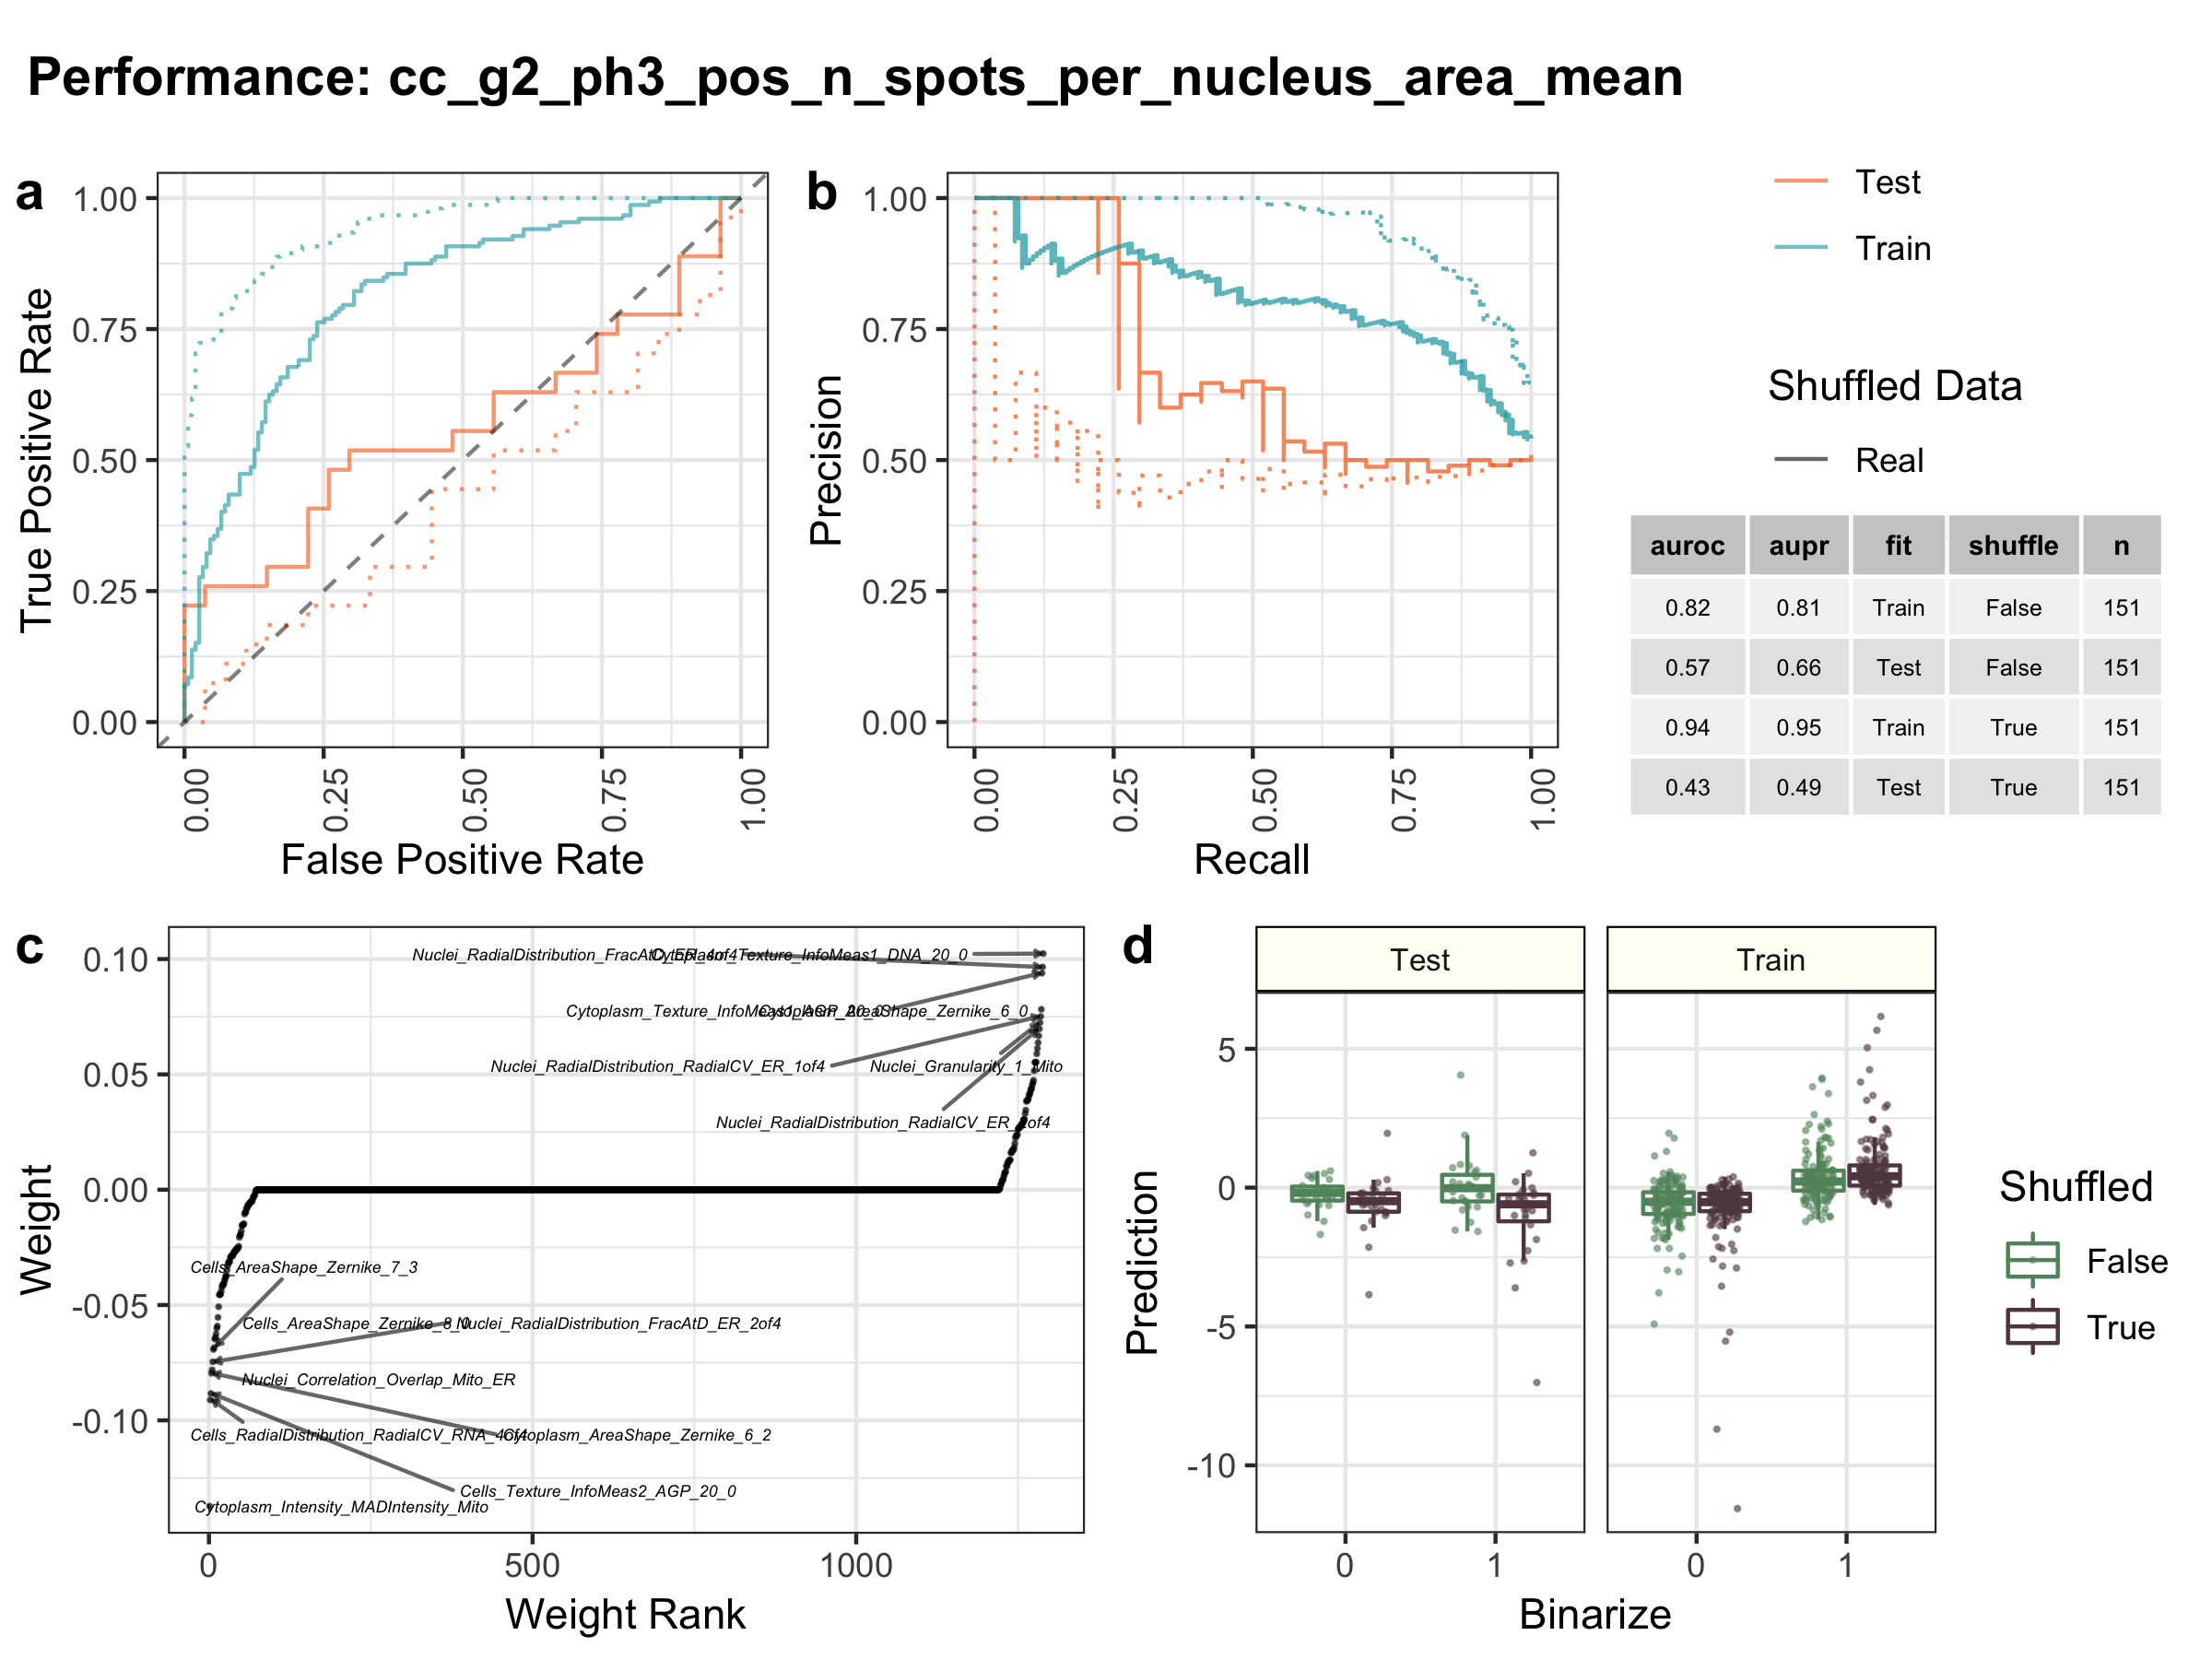 Performance: cc_g2_ph3_pos_n_spots_per_nucleus_area_mean
a
1.00
0.75
0.50
0.25
0.00
True Positive Rate
0.00
0.25
0.50
0.75
1.00
False Positive Rate
b
1.00
0.75
0.50
0.25
0.00
Precision
0.00
0.25
0.50
0.75
1.00
Recall
Test
Train
Shuffled Data
Real
auroc aupr fit shuffle n
0.82 0.81 Train False 151
0.57 0.66 Test False 151
0.94 0.95 Train True 151
0.43 0.49 Test True 151
c
0.10
0.05
0.00
-0.05
-0.10
Weight
Nuclei_RadialDistribution_FracAtD_ER_4of4
Cytoplasm_Texture_InfoMeas1_DNA_20_0
Cytoplasm_Texture_InfoMeas1_AGP_20_0
Cytoplasm_AreaShape_Zernike_6_0
Nuclei_RadialDistribution_RadialCV_ER_1of4
Nuclei_Granularity_1_Mito
Nuclei_RadialDistribution_RadialCV_ER_2of4
Cells_AreaShape_Zernike_7_3
Cells_AreaShape_Zernike_8_0
Nuclei_RadialDistribution_FracAtD_ER_2of4
Nuclei_Correlation_Overlap_Mito_ER
Cells_RadialDistribution_RadialCV_RNA_4of4
Cytoplasm_AreaShape_Zernike_6_2
Cells_Texture_InfoMeas2_AGP_20_0
Cytoplasm_Intensity_MADIntensity_Mito
0
500
1000
Weight Rank
d
Test
Train
5
0
-5
-10
Prediction
0
1
0
1
Binarize
Shuffled
False
True